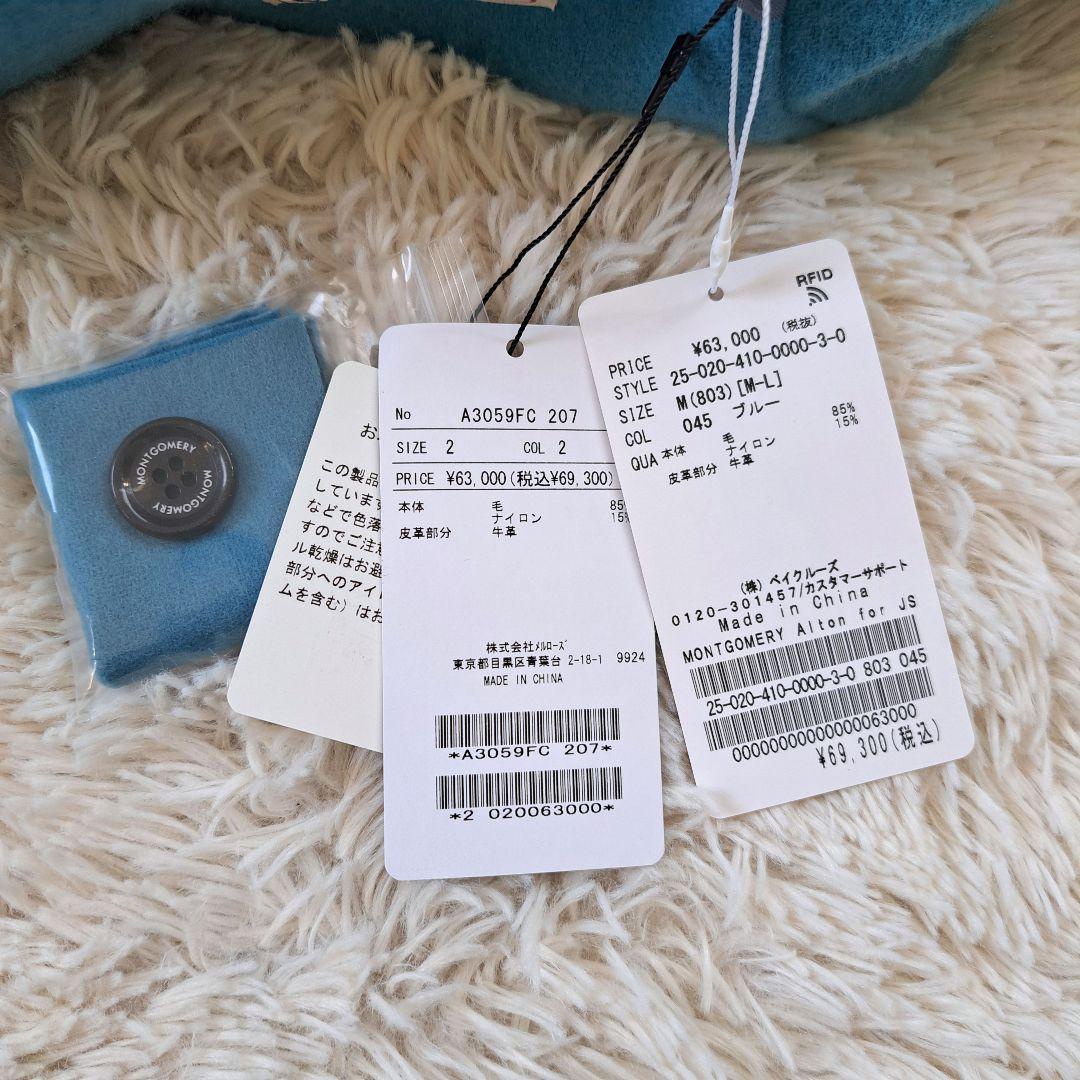 MONTGOMERY
MONTGOMERY
この製品
しています
などで色落
すのでご注意
ル乾燥はお避
部分へのアイ
ムを含む）はお
No A3059FC 207
SIZE 2 COL 2
PRICE ¥63,000(税込¥69,300)
本体 毛 85%
ナイロン 15%
皮革部分 牛革
株式会社ﾒﾙﾛｰｽﾞ
東京都目黒区青葉台 2-18-1 9924
MADE IN CHINA
*A3059FC 207*
*2 020063000*
RFID
PRICE ¥63,000 (税抜)
STYLE 25-020-410-0000-3-0
SIZE M(803)[M-L]
COL 045 ブルー
QUA 本体 毛 85%
ナイロン 15%
皮革部分 牛革
(株) ベイクルーズ
0120-301457/カスタマーサポート
Made in China
MONTGOMERY Alton for JS
25-020-410-0000-3-0 803 045
00000000000000063000
¥69,300(税込)